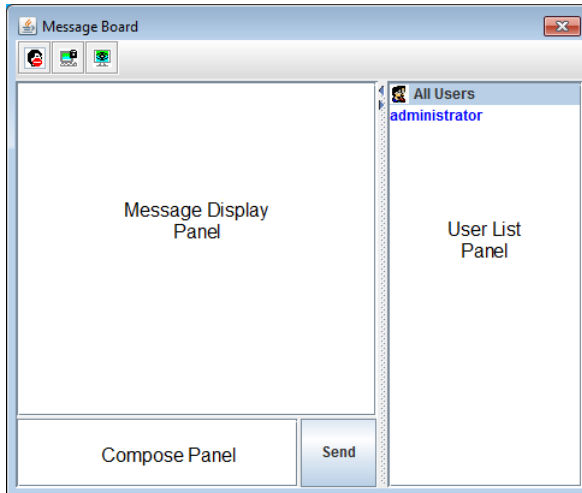 Message Board
All Users
administrator
Message Display
Panel
User List
Panel
Compose Panel
Send